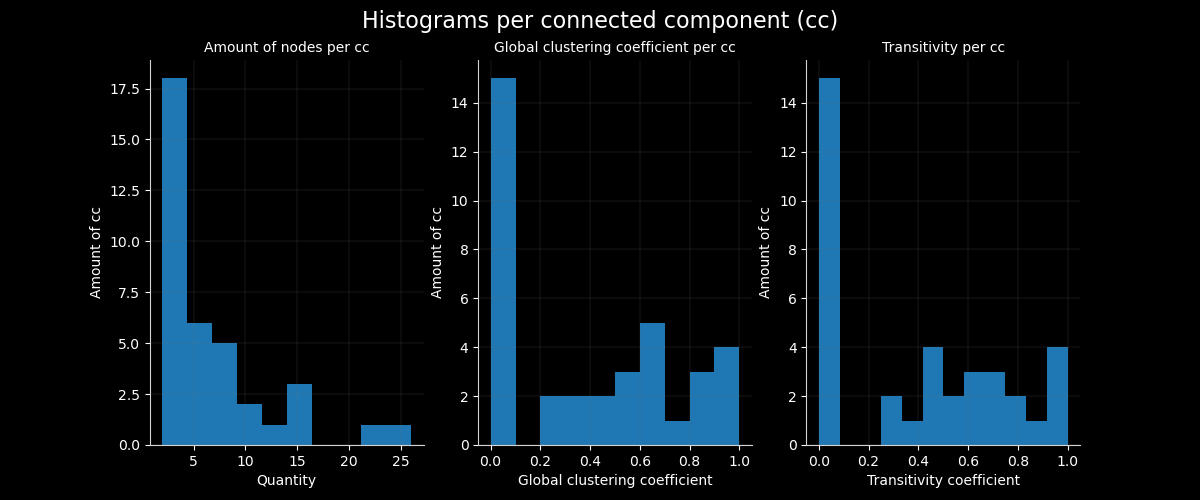 Histograms per connected component (cc)
Amount of nodes per cc
Global clustering coefficient per cc
Transitivity per cc
17.5
15.0
12.5
10.0
7.5
5.0
2.5
0.0
Amount of cc
5 10 15 20 25
Quantity
14
12
10
8
6
4
2
0
Amount of cc
0.0 0.2 0.4 0.6 0.8 1.0
Global clustering coefficient
14
12
10
8
6
4
2
0
Amount of cc
0.0 0.2 0.4 0.6 0.8 1.0
Transitivity coefficient